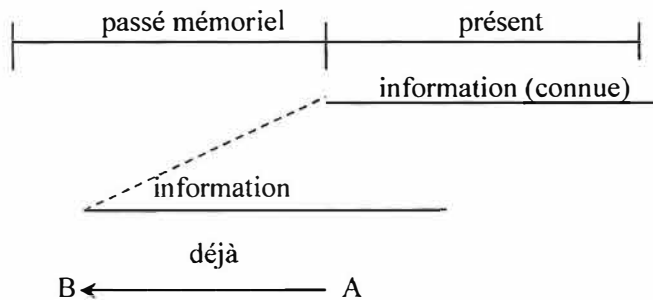 passé mémoriel présent
information (connue)
information
déjà
B A